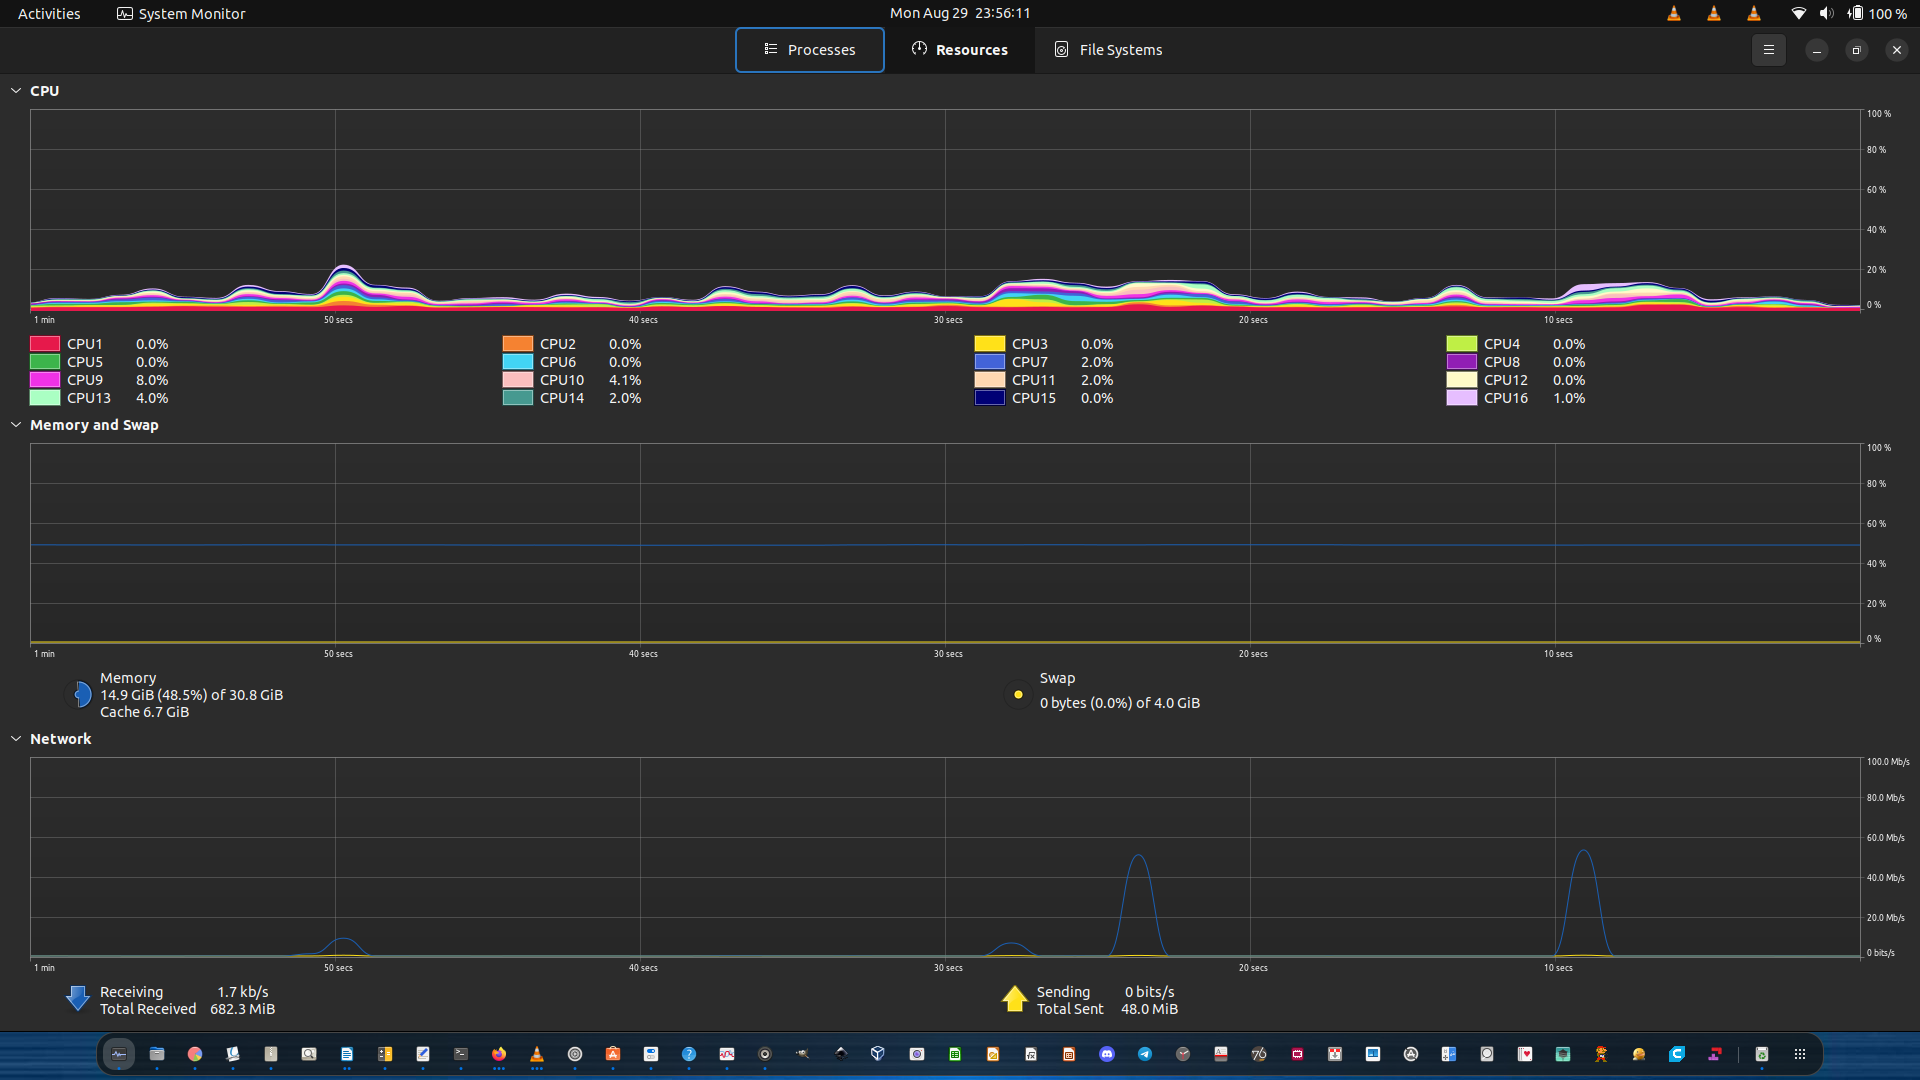 Activities System Monitor Mon Aug 29 23:56:11 100 %
Processes Resources File Systems
CPU
100 %
80 %
60 %
40 %
20 %
0 %
1 min 50 secs 40 secs 30 secs 20 secs 10 secs
CPU1 0.0% CPU2 0.0% CPU3 0.0% CPU4 0.0%
CPU5 0.0% CPU6 0.0% CPU7 2.0% CPU8 0.0%
CPU9 8.0% CPU10 4.1% CPU11 2.0% CPU12 0.0%
CPU13 4.0% CPU14 2.0% CPU15 0.0% CPU16 1.0%
Memory and Swap
100 %
80 %
60 %
40 %
20 %
0 %
1 min 50 secs 40 secs 30 secs 20 secs 10 secs
Memory Swap
14.9 GiB (48.5%) of 30.8 GiB 0 bytes (0.0%) of 4.0 GiB
Cache 6.7 GiB
Network
100.0 Mb/s
80.0 Mb/s
60.0 Mb/s
40.0 Mb/s
20.0 Mb/s
0 bits/s
1 min 50 secs 40 secs 30 secs 20 secs 10 secs
Receiving 1.7 kb/s Sending 0 bits/s
Total Received 682.3 MiB Total Sent 48.0 MiB